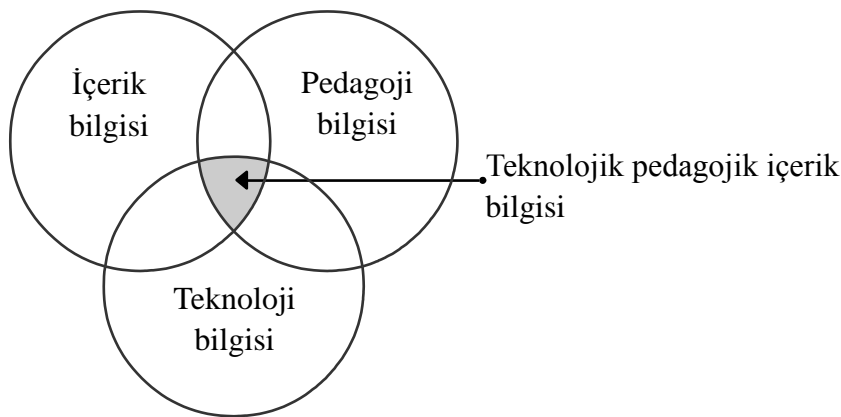 İçerik
bilgisi
Pedagoji
bilgisi
Teknolojik pedagojik içerik
bilgisi
Teknoloji
bilgisi